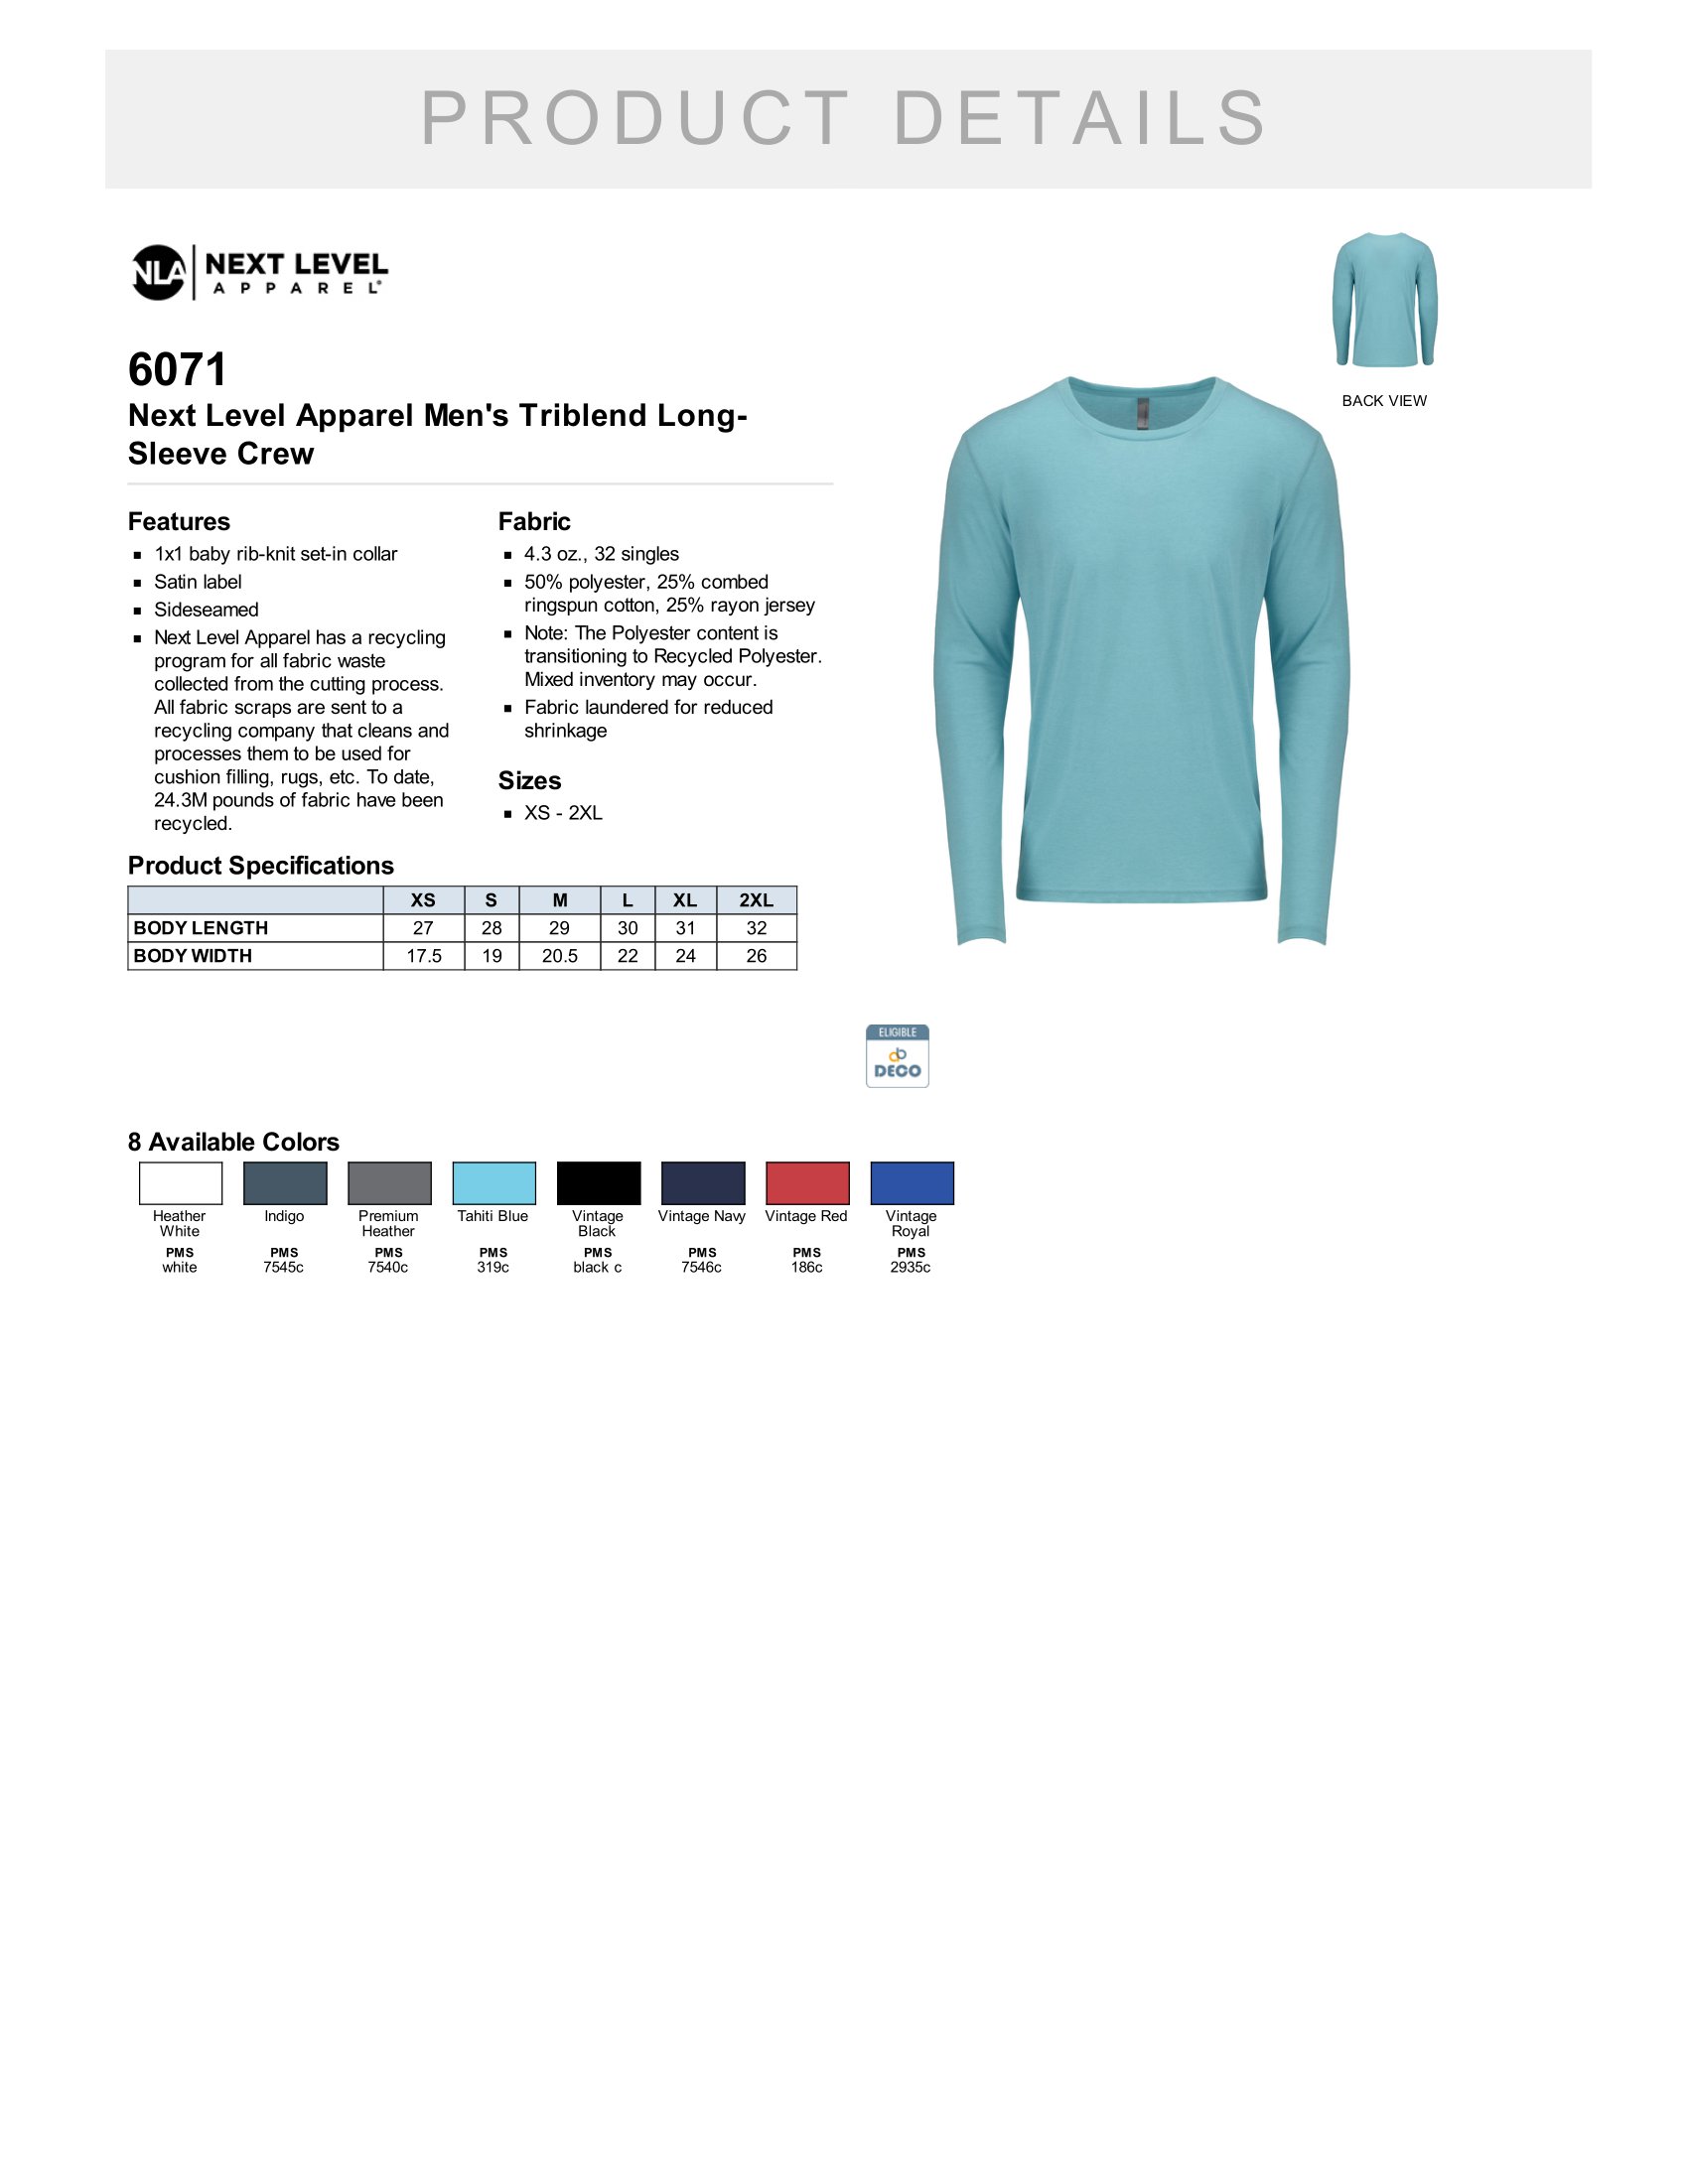 PRODUCT DETAILS
NLA NEXT LEVEL
APPAREL®
BACK VIEW
6071
Next Level Apparel Men's Triblend Long-
Sleeve Crew
Features
▪ 1x1 baby rib-knit set-in collar
▪ Satin label
▪ Sideseamed
▪ Next Level Apparel has a recycling
program for all fabric waste
collected from the cutting process.
All fabric scraps are sent to a
recycling company that cleans and
processes them to be used for
cushion filling, rugs, etc. To date,
24.3M pounds of fabric have been
recycled.
Fabric
▪ 4.3 oz., 32 singles
▪ 50% polyester, 25% combed
ringspun cotton, 25% rayon jersey
▪ Note: The Polyester content is
transitioning to Recycled Polyester.
Mixed inventory may occur.
▪ Fabric laundered for reduced
shrinkage
Sizes
▪ XS - 2XL
Product Specifications
XS S M L XL 2XL
BODY LENGTH 27 28 29 30 31 32
BODY WIDTH 17.5 19 20.5 22 24 26
ELIGIBLE
ab
DECO
8 Available Colors
Heather White PMS white
Indigo PMS 7545c
Premium Heather PMS 7540c
Tahiti Blue PMS 319c
Vintage Black PMS black c
Vintage Navy PMS 7546c
Vintage Red PMS 186c
Vintage Royal PMS 2935c